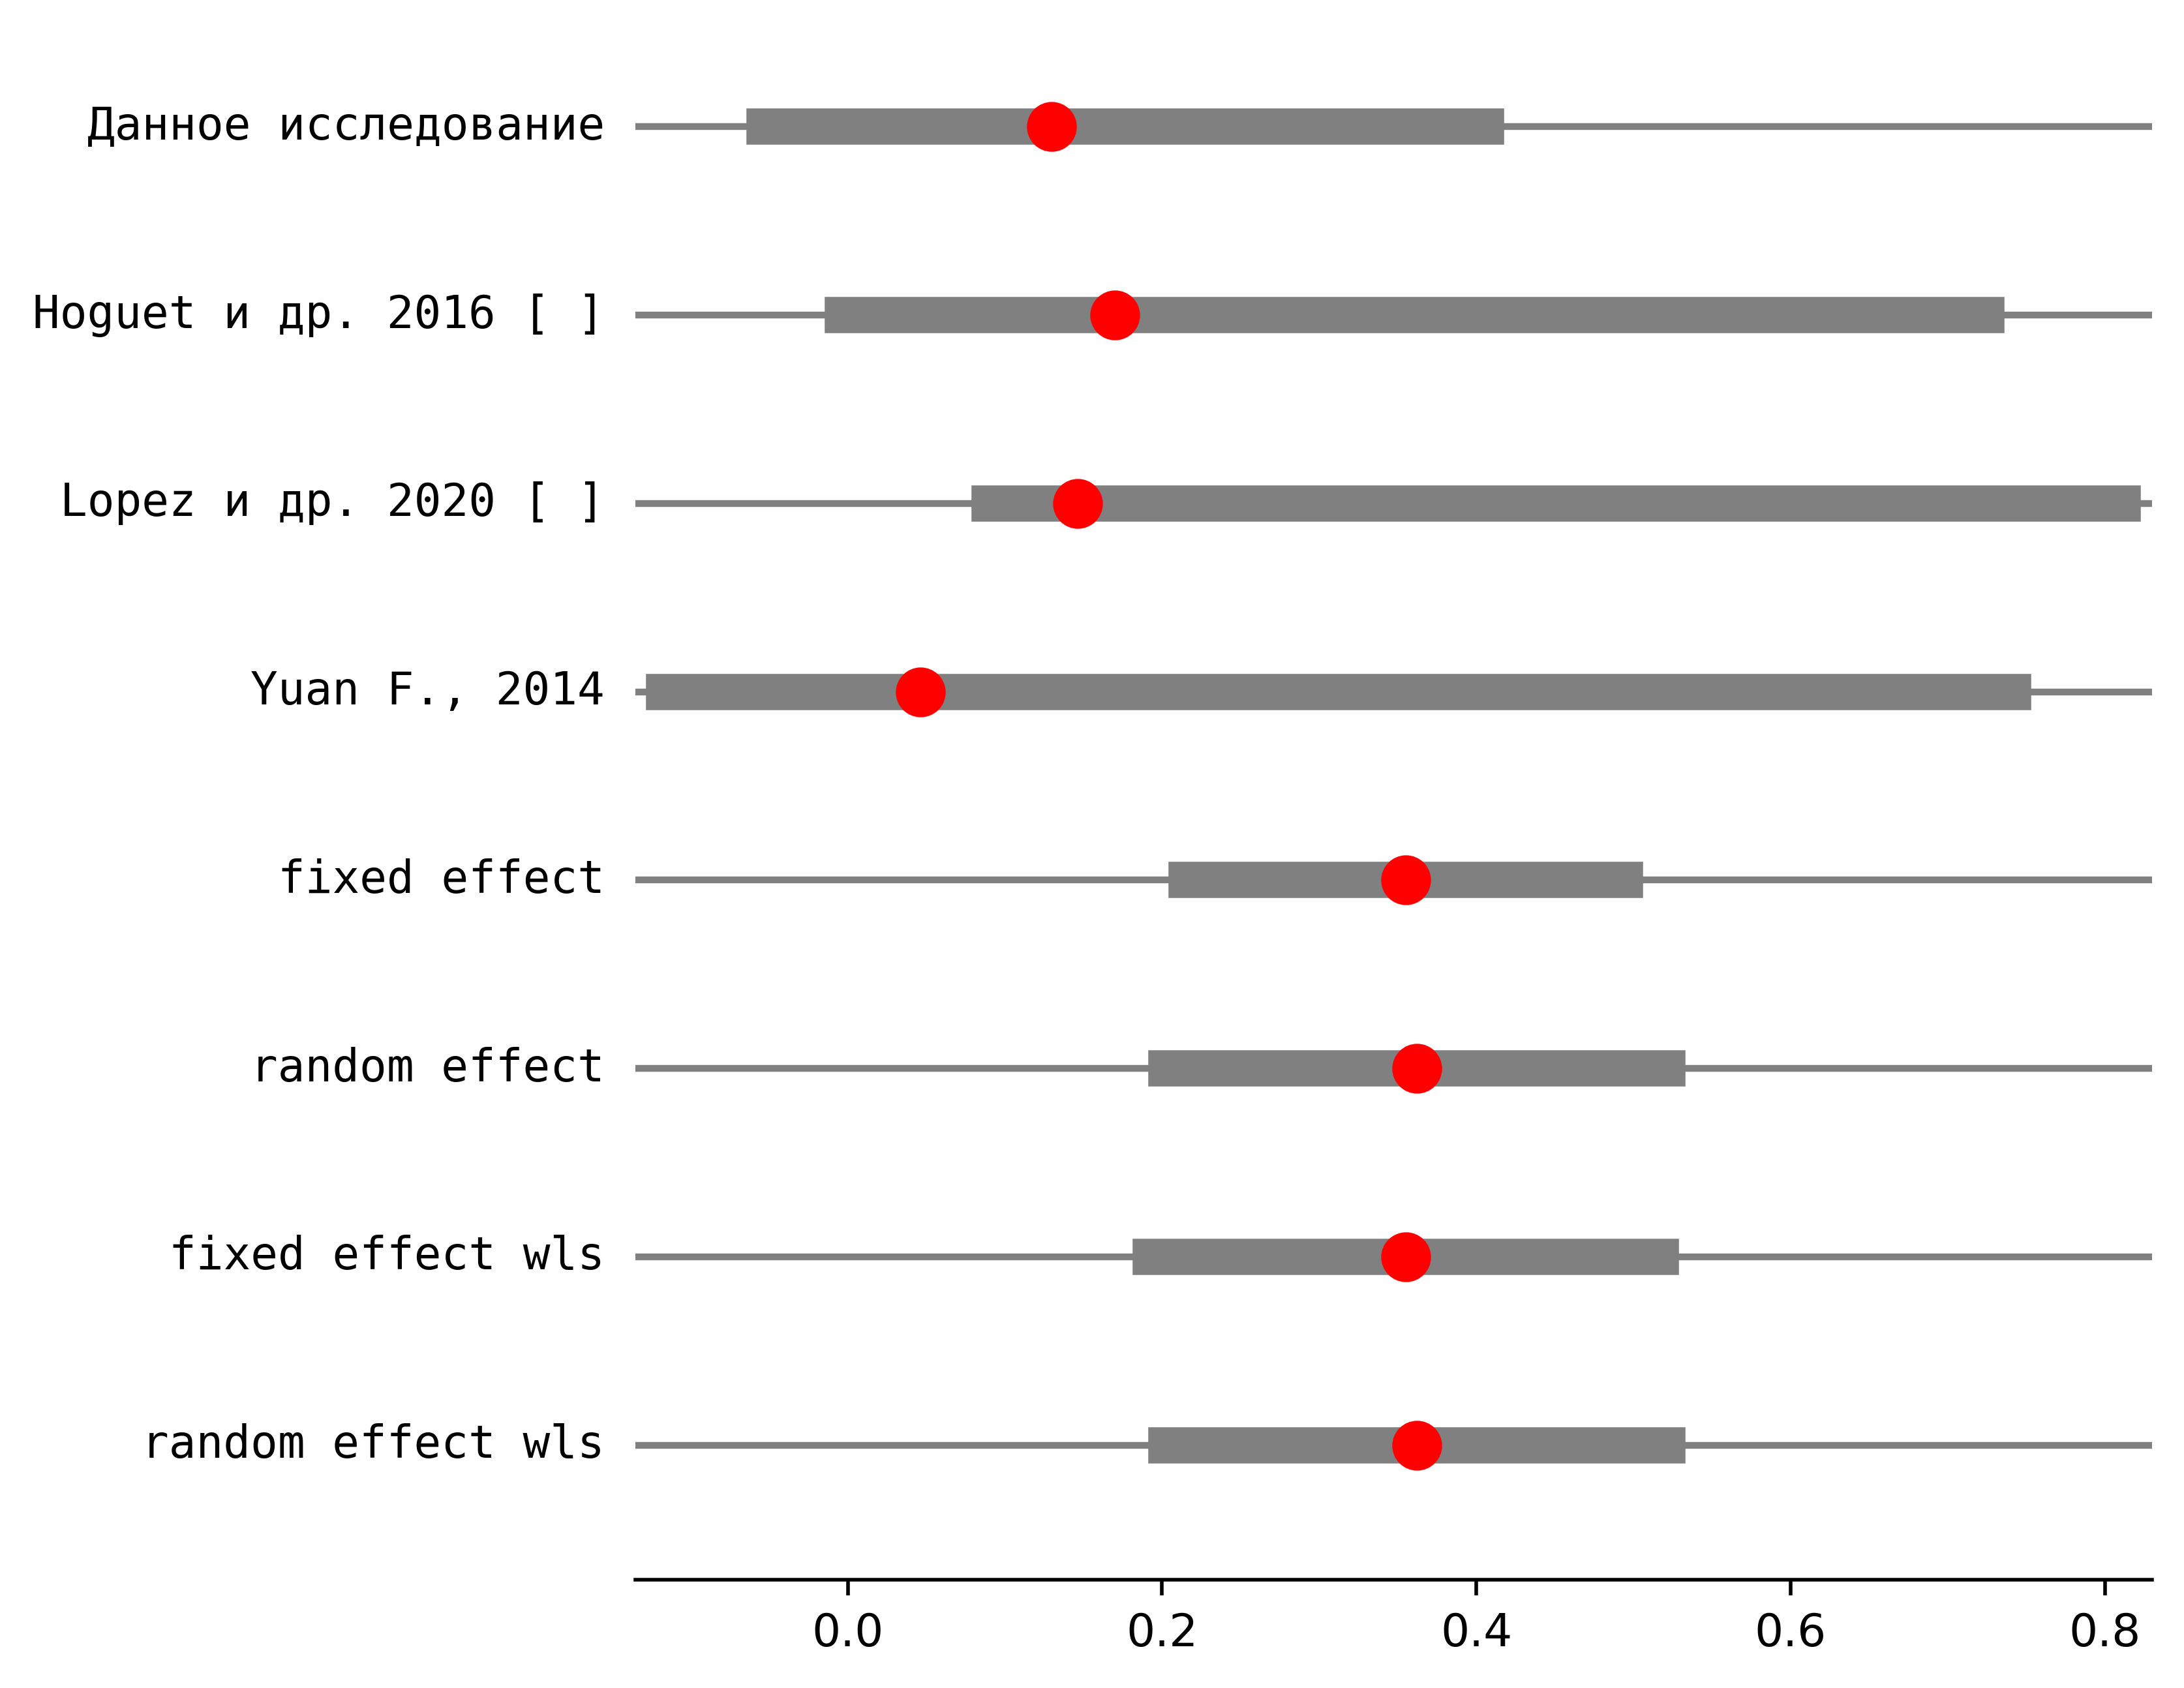 Данное исследование
Hoguet и др. 2016 [ ]
Lopez и др. 2020 [ ]
Yuan F., 2014
fixed effect
random effect
fixed effect wls
random effect wls
0.0 0.2 0.4 0.6 0.8